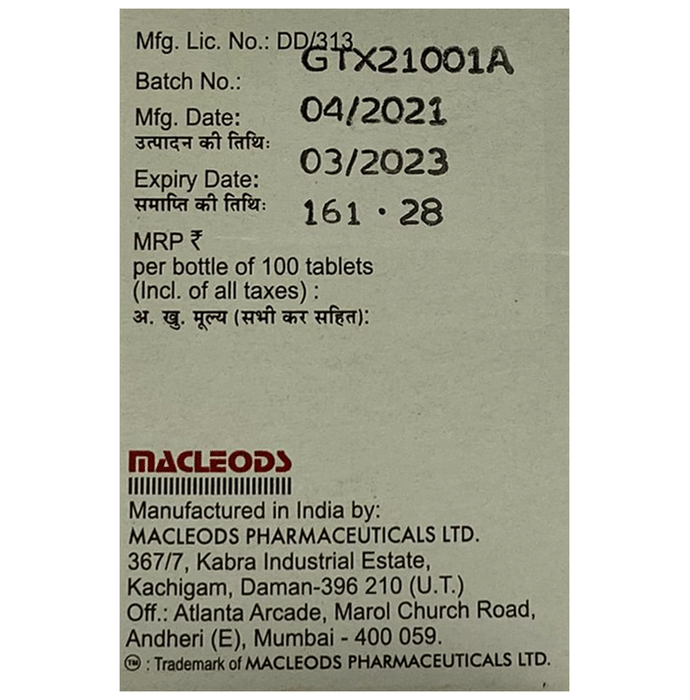 Mfg. Lic. No.: DD/313
Batch No.: GTX21001A
Mfg. Date: 04/2021
उत्पादन की तिथि:
Expiry Date: 03/2023
समाप्ति की तिथि:
MRP ₹ 161.28
per bottle of 100 tablets
(Incl. of all taxes) :
अ. खु. मूल्य (सभी कर सहित):
MACLEODS
Manufactured in India by:
MACLEODS PHARMACEUTICALS LTD.
367/7, Kabra Industrial Estate,
Kachigam, Daman-396 210 (U.T.)
Off.: Atlanta Arcade, Marol Church Road,
Andheri (E), Mumbai - 400 059.
™ : Trademark of MACLEODS PHARMACEUTICALS LTD.